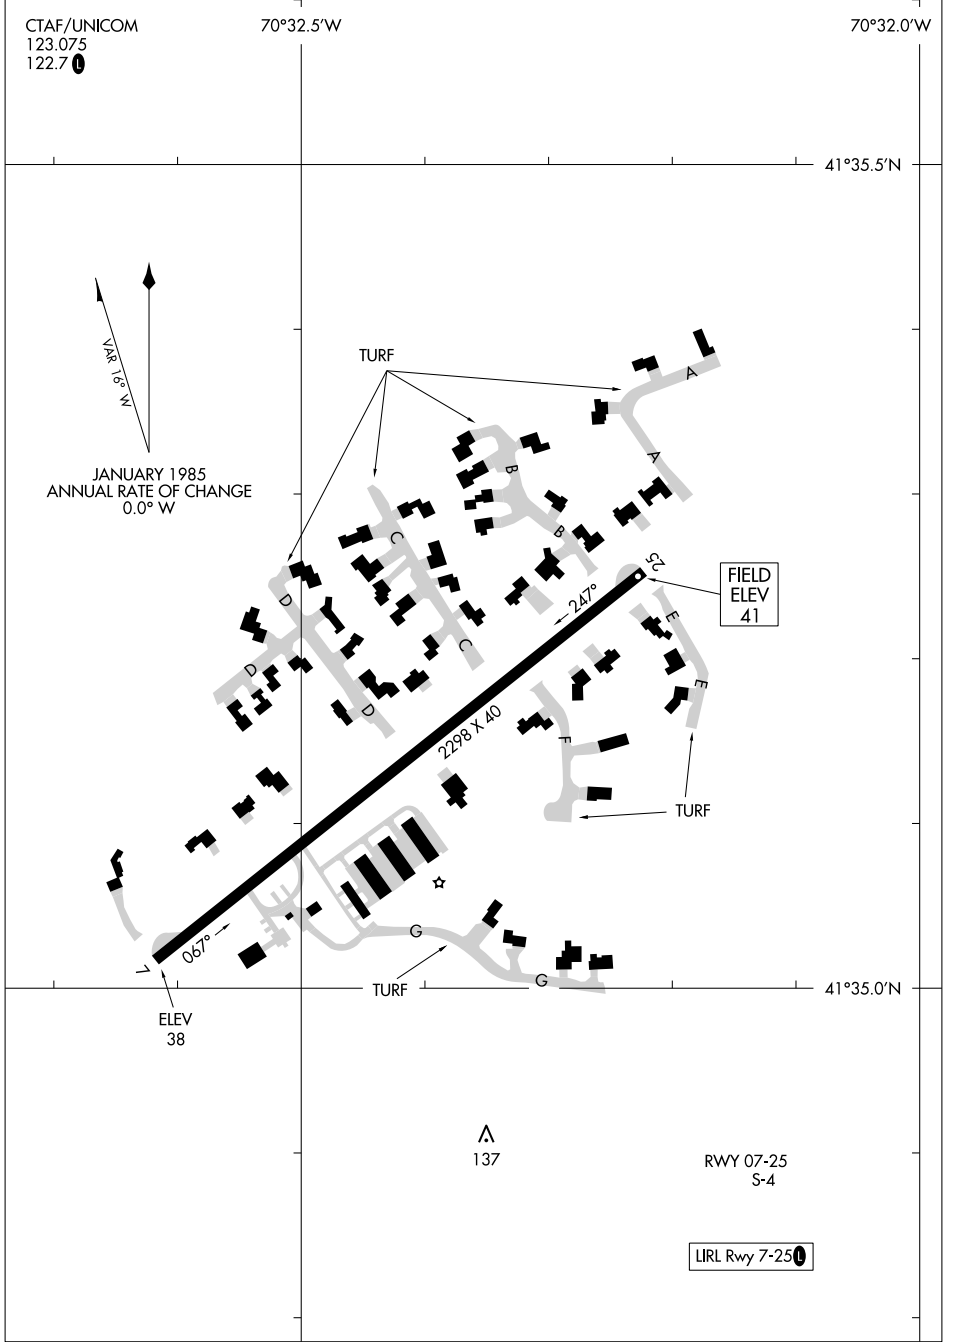 CTAF/UNICOM
123.075
122.7 L
70°32.5'W
70°32.0'W
41°35.5'N
VAR 16° W
JANUARY 1985
ANNUAL RATE OF CHANGE
0.0° W
TURF
A
A
B
B
C
C
D
D
D
25
247°
FIELD
ELEV
41
E
E
2298 X 40
F
TURF
067°
7
G
G
TURF
41°35.0'N
ELEV
38
137
RWY 07-25
S-4
LIRL Rwy 7-25 L